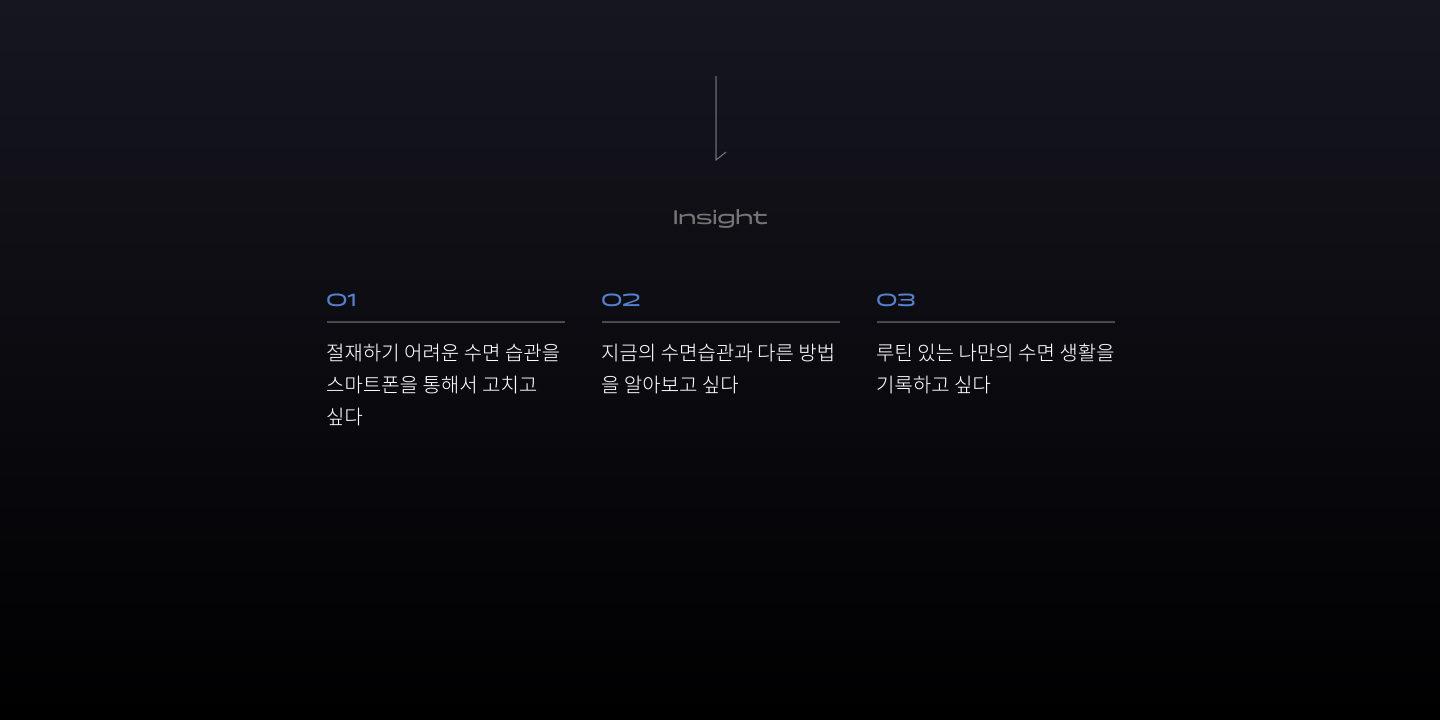 Insight
01
절재하기 어려운 수면 습관을
스마트폰을 통해서 고치고
싶다
02
지금의 수면습관과 다른 방법
을 알아보고 싶다
03
루틴 있는 나만의 수면 생활을
기록하고 싶다